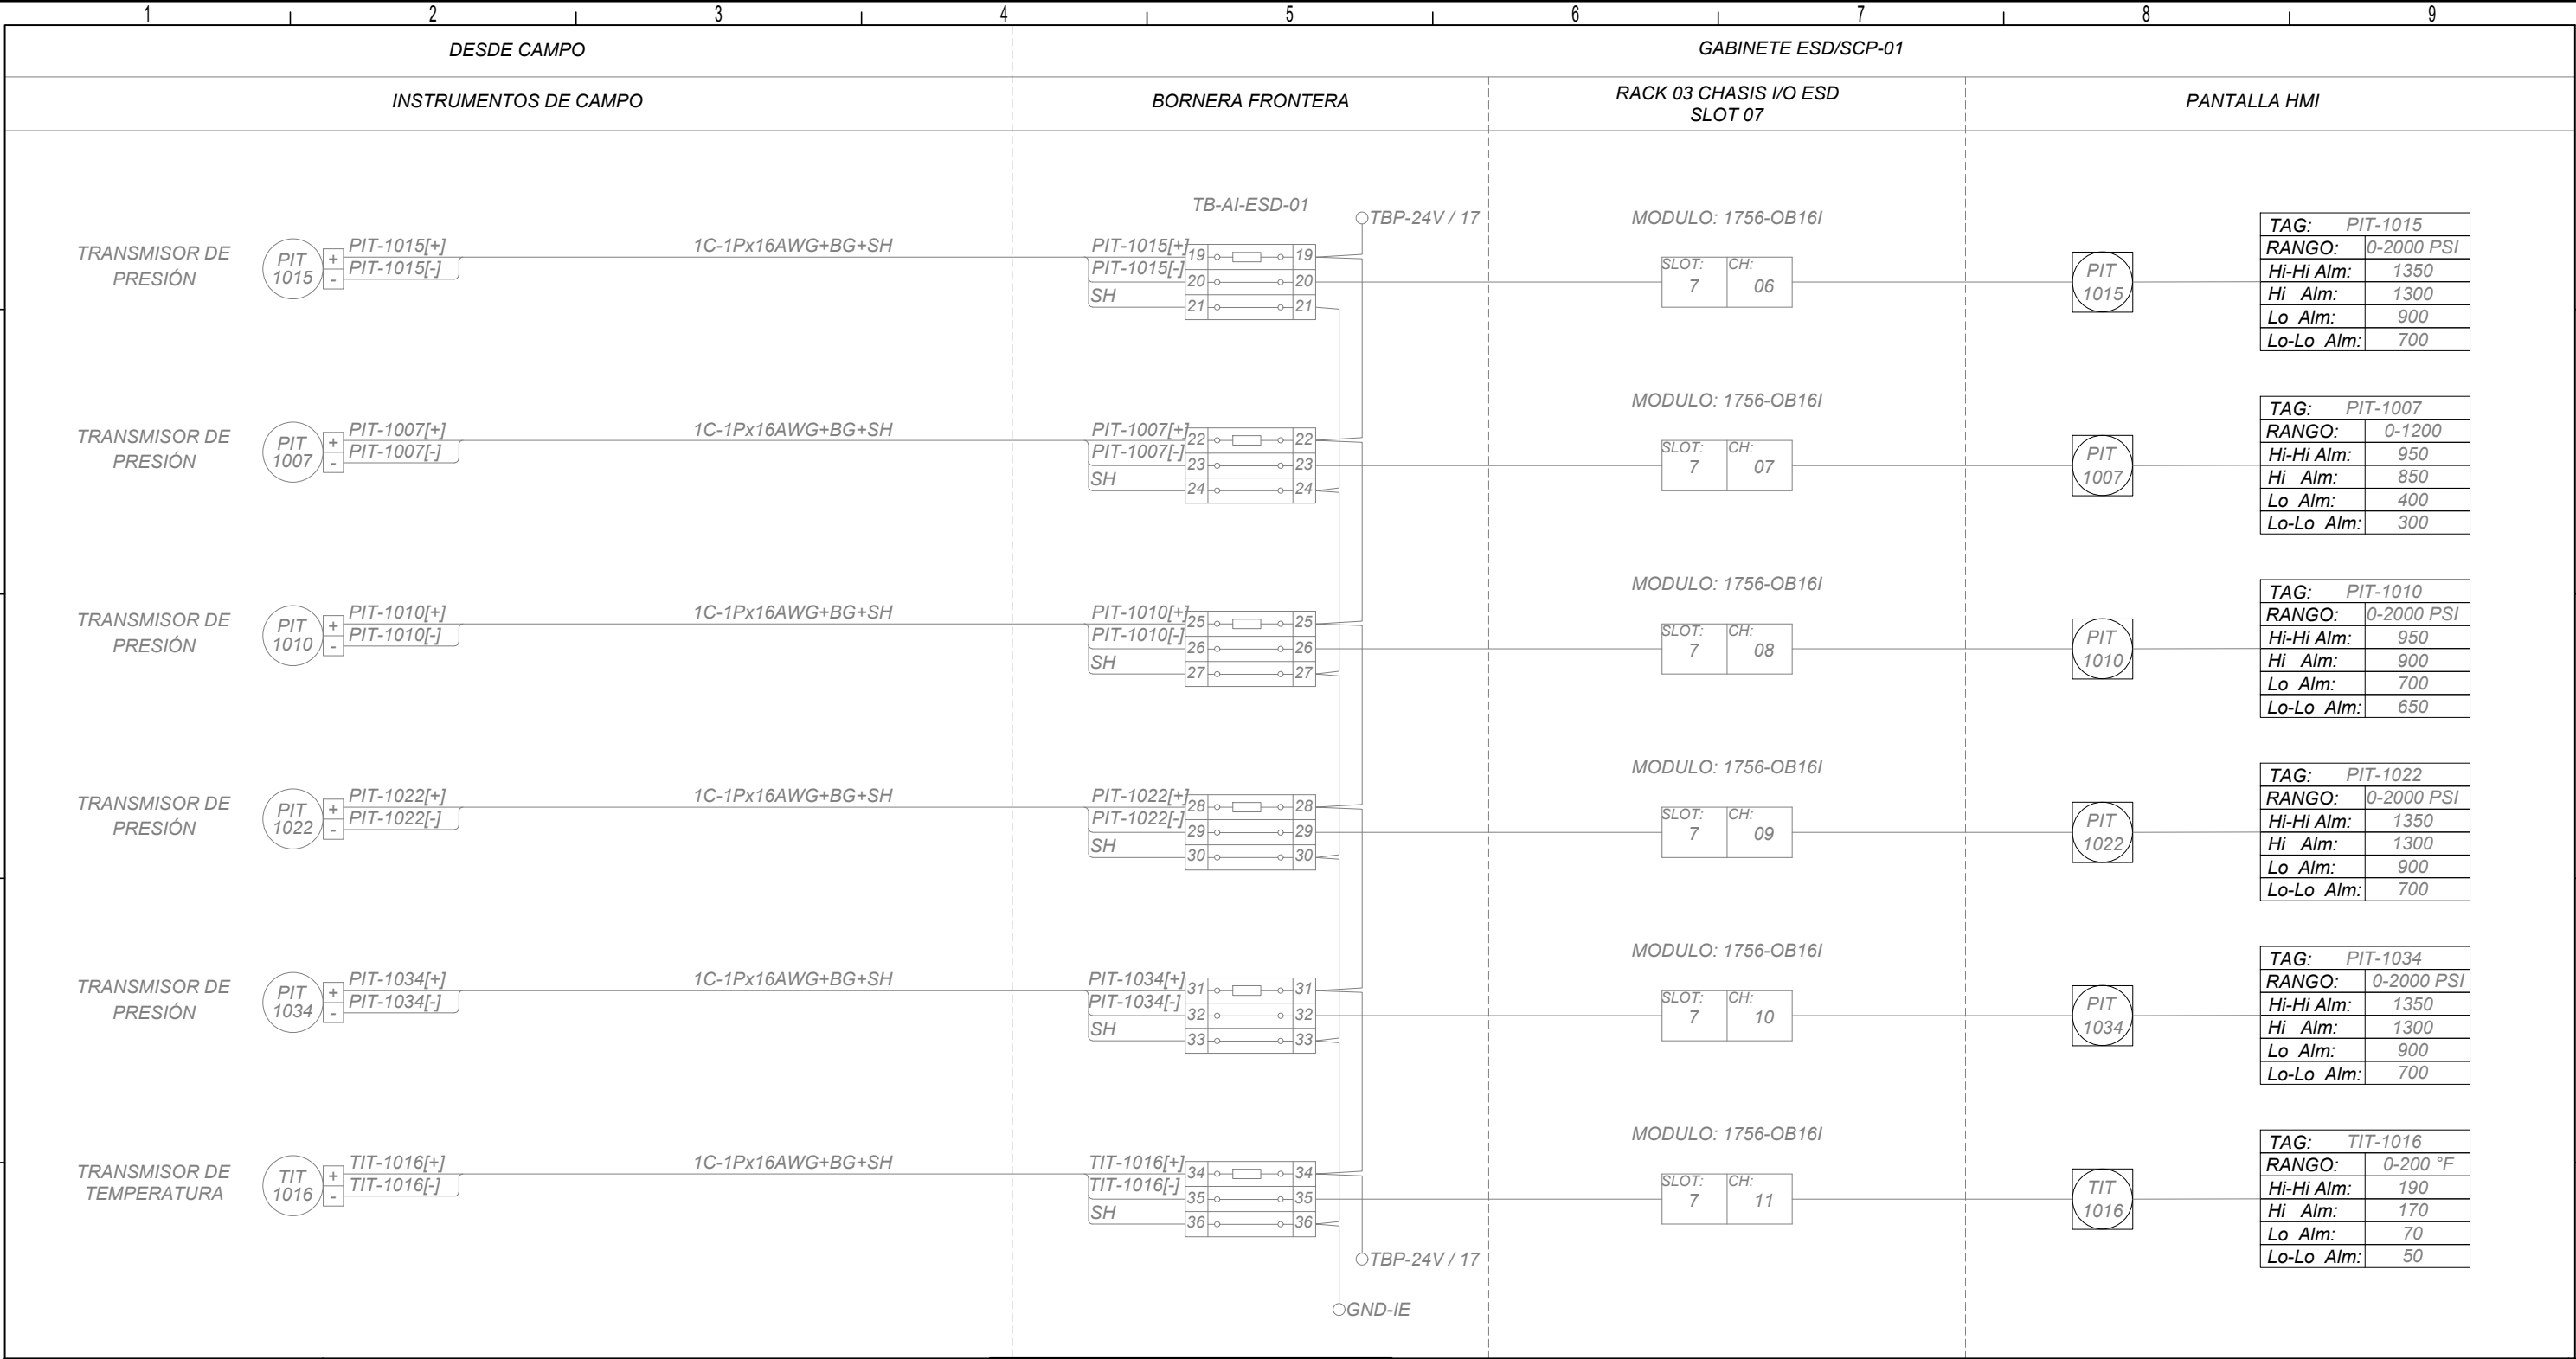 1 2 3 4 5 6 7 8 9
DESDE CAMPO
GABINETE ESD/SCP-01
INSTRUMENTOS DE CAMPO
BORNERA FRONTERA
RACK 03 CHASIS I/O ESD
SLOT 07
PANTALLA HMI
TB-AI-ESD-01
TBP-24V / 17
TRANSMISOR DE
PRESIÓN
PIT
1015
+
-
PIT-1015[+]
PIT-1015[-]
1C-1Px16AWG+BG+SH
PIT-1015[+]
PIT-1015[-]
SH
19 19
20 20
21 21
MODULO: 1756-OB16I
SLOT: CH:
7 06
PIT
1015
TAG: PIT-1015
RANGO: 0-2000 PSI
Hi-Hi Alm: 1350
Hi Alm: 1300
Lo Alm: 900
Lo-Lo Alm: 700
TRANSMISOR DE
PRESIÓN
PIT
1007
+
-
PIT-1007[+]
PIT-1007[-]
1C-1Px16AWG+BG+SH
PIT-1007[+]
PIT-1007[-]
SH
22 22
23 23
24 24
MODULO: 1756-OB16I
SLOT: CH:
7 07
PIT
1007
TAG: PIT-1007
RANGO: 0-1200
Hi-Hi Alm: 950
Hi Alm: 850
Lo Alm: 400
Lo-Lo Alm: 300
TRANSMISOR DE
PRESIÓN
PIT
1010
+
-
PIT-1010[+]
PIT-1010[-]
1C-1Px16AWG+BG+SH
PIT-1010[+]
PIT-1010[-]
SH
25 25
26 26
27 27
MODULO: 1756-OB16I
SLOT: CH:
7 08
PIT
1010
TAG: PIT-1010
RANGO: 0-2000 PSI
Hi-Hi Alm: 950
Hi Alm: 900
Lo Alm: 700
Lo-Lo Alm: 650
TRANSMISOR DE
PRESIÓN
PIT
1022
+
-
PIT-1022[+]
PIT-1022[-]
1C-1Px16AWG+BG+SH
PIT-1022[+]
PIT-1022[-]
SH
28 28
29 29
30 30
MODULO: 1756-OB16I
SLOT: CH:
7 09
PIT
1022
TAG: PIT-1022
RANGO: 0-2000 PSI
Hi-Hi Alm: 1350
Hi Alm: 1300
Lo Alm: 900
Lo-Lo Alm: 700
TRANSMISOR DE
PRESIÓN
PIT
1034
+
-
PIT-1034[+]
PIT-1034[-]
1C-1Px16AWG+BG+SH
PIT-1034[+]
PIT-1034[-]
SH
31 31
32 32
33 33
MODULO: 1756-OB16I
SLOT: CH:
7 10
PIT
1034
TAG: PIT-1034
RANGO: 0-2000 PSI
Hi-Hi Alm: 1350
Hi Alm: 1300
Lo Alm: 900
Lo-Lo Alm: 700
TRANSMISOR DE
TEMPERATURA
TIT
1016
+
-
TIT-1016[+]
TIT-1016[-]
1C-1Px16AWG+BG+SH
TIT-1016[+]
TIT-1016[-]
SH
34 34
35 35
36 36
MODULO: 1756-OB16I
SLOT: CH:
7 11
TIT
1016
TAG: TIT-1016
RANGO: 0-200 °F
Hi-Hi Alm: 190
Hi Alm: 170
Lo Alm: 70
Lo-Lo Alm: 50
TBP-24V / 17
GND-IE